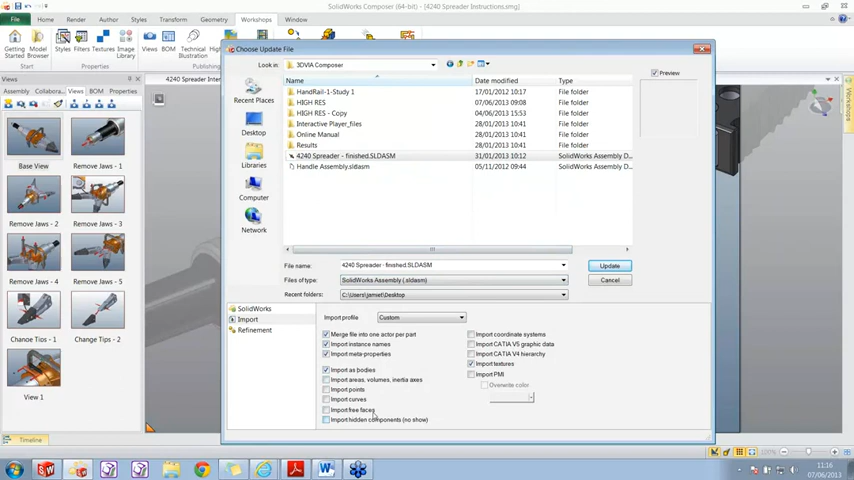 SolidWorks Composer (64-bit) - [4240 Spreader Instructions.smg]
File
Home
Render
Author
Styles
Transform
Geometry
Workshops
Window
Getting Started
Model Browser
Styles
Filters
Textures
Image Library
Views
BOM
Technical
Start
Properties
Publishing
Choose Update File
Views
Look in:
3DVIA Composer
Preview
Workshops
Assembly
Collabora...
Views
BOM
Properties
Name
Date modified
Type
HandRail-1-Study 1
17/01/2012 10:17
File folder
HIGH RES
07/06/2013 09:08
File folder
HIGH RES - Copy
04/06/2013 15:53
File folder
Interactive Player_files
28/01/2013 10:41
File folder
Online Manual
28/01/2013 10:41
File folder
Results
28/01/2013 10:41
File folder
4240 Spreader - finished.SLDASM
31/01/2013 10:12
SolidWorks Assembly D...
Handle Assembly.sldasm
05/11/2012 09:44
SolidWorks Assembly D...
Recent Places
Desktop
Libraries
Computer
Network
Base View
Remove Jaws - 1
Remove Jaws - 2
Remove Jaws - 3
Remove Jaws - 4
Remove Jaws - 5
Change Tips - 1
Change Tips - 2
View 1
File name:
4240 Spreader - finished.SLDASM
Update
Files of type:
SolidWorks Assembly (.sldasm)
Cancel
Recent folders:
C:\Users\jamiet\Desktop
SolidWorks
Import
Refinement
Import profile
Custom
Merge file into one actor per part
Import instance names
Import meta-properties
Import as bodies
Import areas, volumes, inertia axes
Import points
Import curves
Import free faces
Import hidden components (no show)
Import coordinate systems
Import CATIA V5 graphic data
Import CATIA V4 hierarchy
Import textures
Import PMI
Overwrite color
Timeline
11:16
07/06/2013